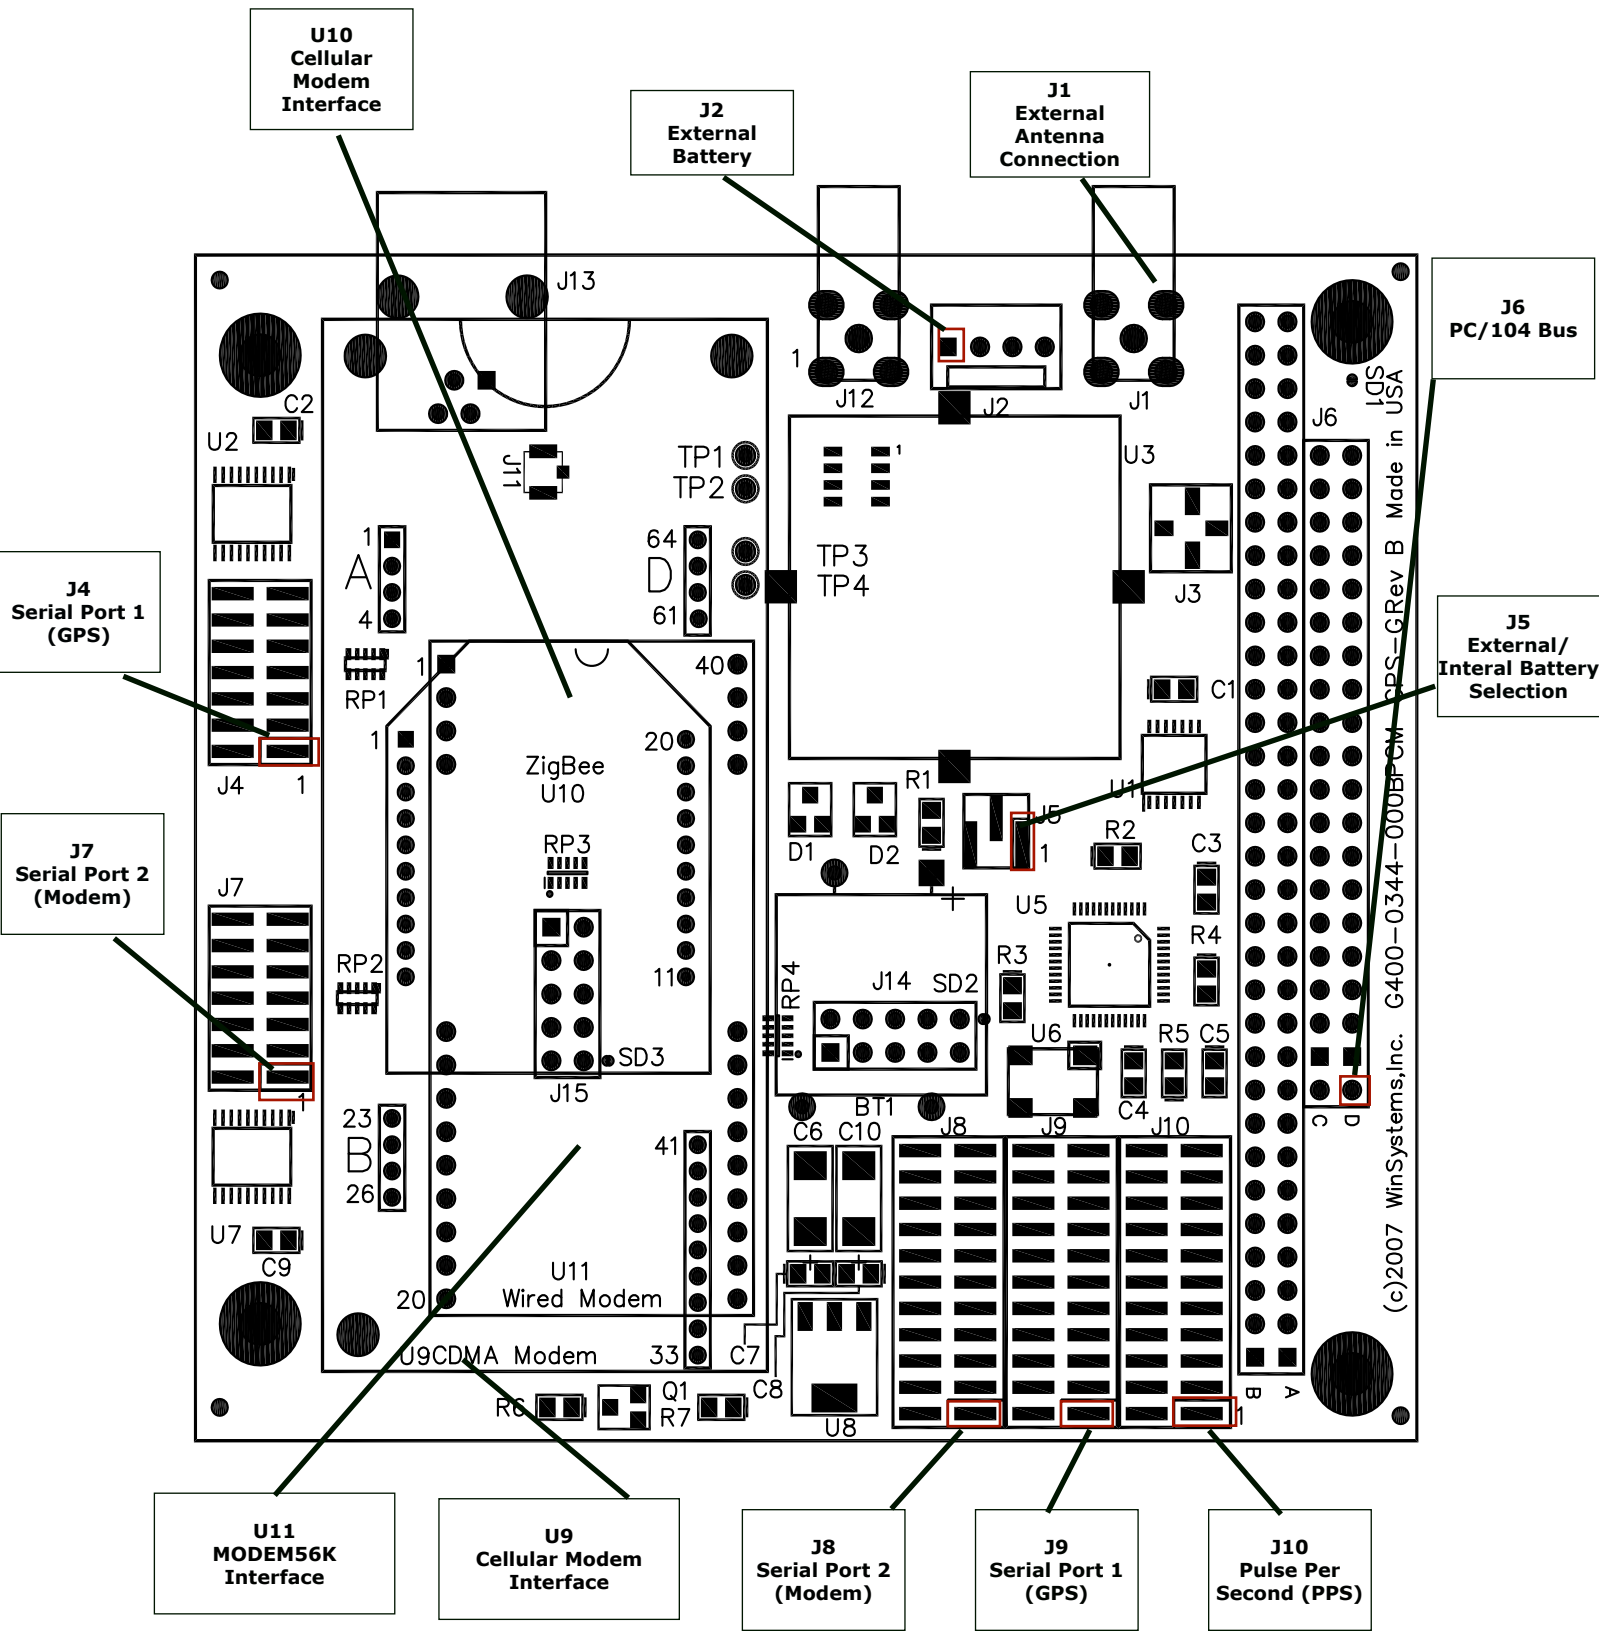 U10
Cellular
Modem
Interface
J2
External
Battery
J1
External
Antenna
Connection
J6
PC/104 Bus
J4
Serial Port 1
(GPS)
J5
External/
Interal Battery
Selection
J7
Serial Port 2
(Modem)
J13
1
J12
J2
J1
SD1
J6
C2
U2
J11
TP1
TP2
U3
1
A
4
64
D
61
TP3
TP4
J3
1
RP1
40
C1
1
20
ZigBee
U10
J4
1
R1
U1
J5
1
D1
D2
R2
C3
RP3
J7
U5
R4
RP2
11
RP4
J14
SD2
R3
U6
R5
C5
SD3
J15
BT1
C4
C
D
1
23
B
26
41
C6
C10
J8
J9
J10
U7
C9
U11
Wired Modem
20
U9CDMA Modem
33
C7
C8
B
A
R6
Q1
R7
U8
1
(c)2007 WinSystems,Inc. G400-0344-000BPCM-GPS-GRev B Made in USA
U11
MODEM56K
Interface
U9
Cellular Modem
Interface
J8
Serial Port 2
(Modem)
J9
Serial Port 1
(GPS)
J10
Pulse Per
Second (PPS)